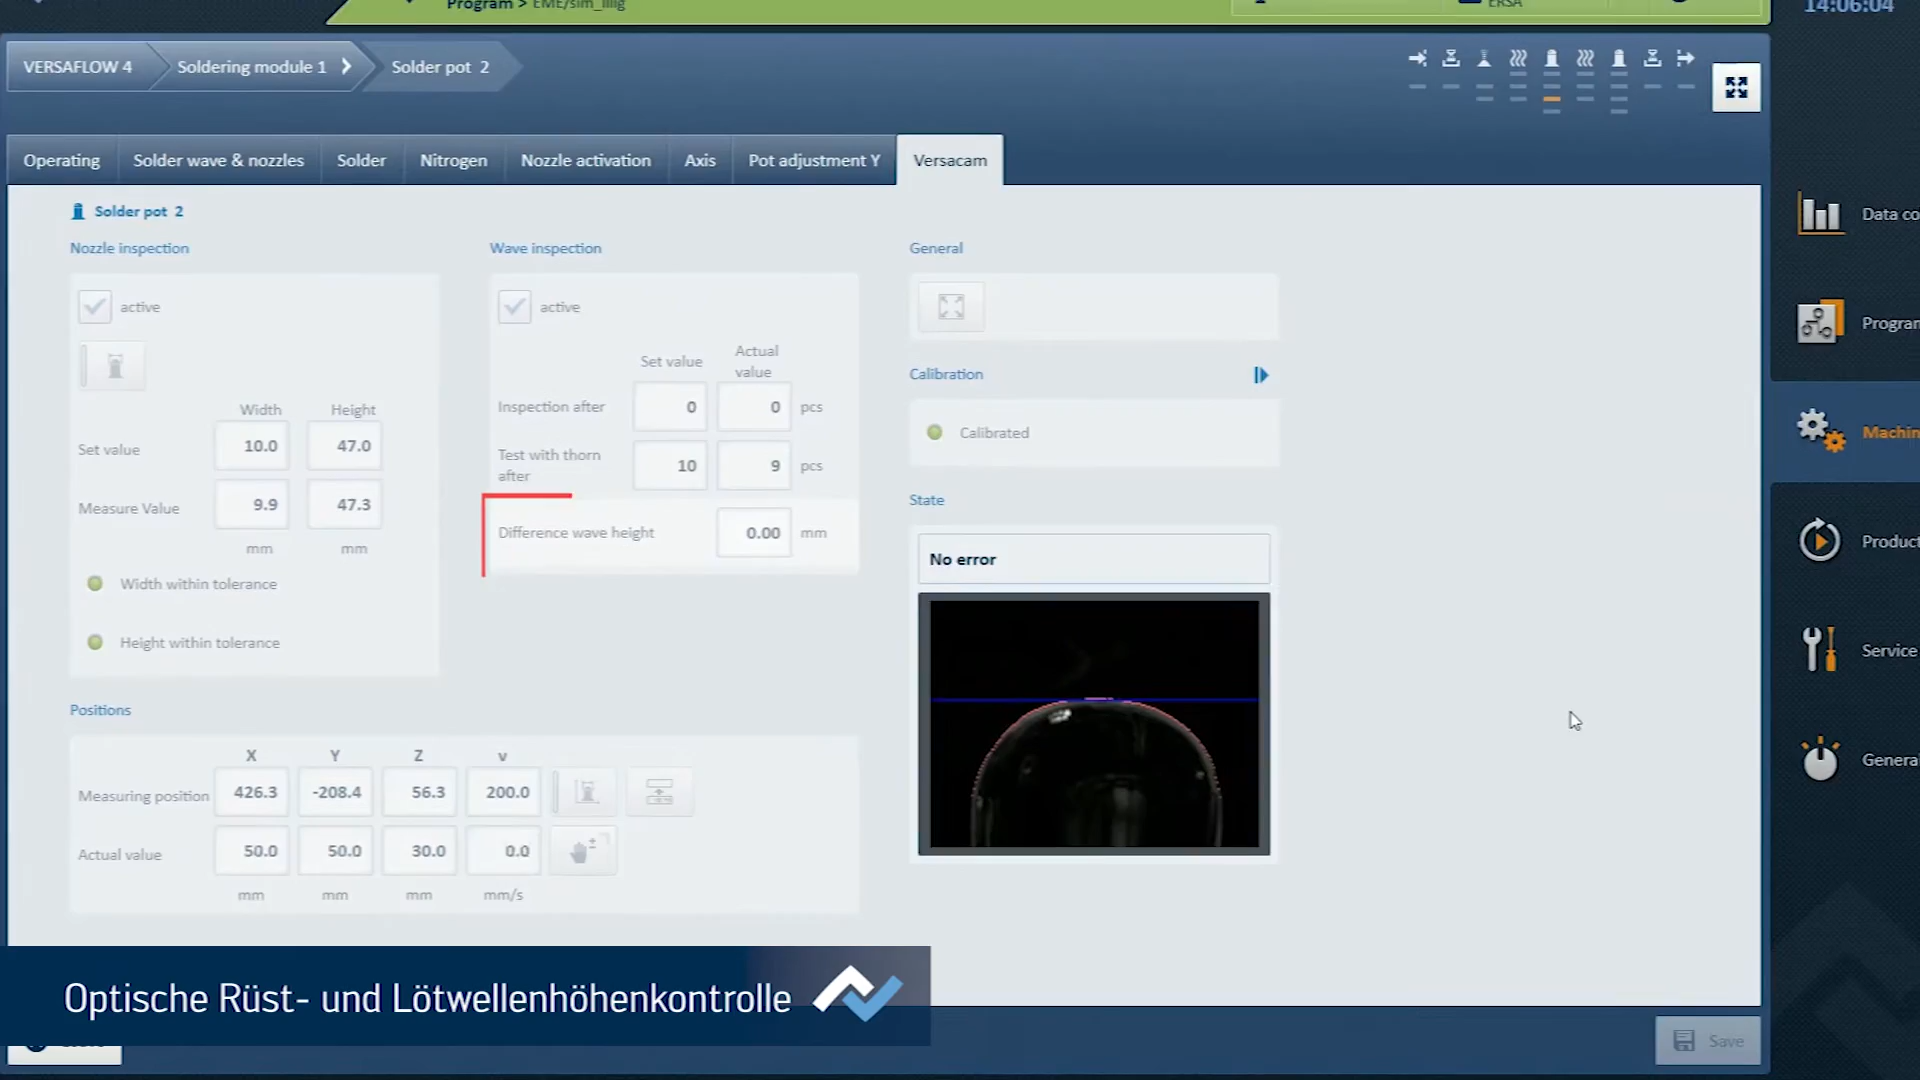 Program > EME/sim_illig
ERSA
14:06:04
VERSAFLOW 4
Soldering module 1
Solder pot 2
Operating
Solder wave & nozzles
Solder
Nitrogen
Nozzle activation
Axis
Pot adjustment Y
Versacam
Solder pot 2
Nozzle inspection
active
Width Height
Set value 10.0 47.0
Measure Value 9.9 47.3
mm mm
Width within tolerance
Height within tolerance
Wave inspection
active
Set value Actual value
Inspection after 0 0 pcs
Test with thorn after 10 9 pcs
Difference wave height 0.00 mm
General
Calibration
Calibrated
State
No error
Positions
X Y Z v
Measuring position 426.3 -208.4 56.3 200.0
Actual value 50.0 50.0 30.0 0.0
mm mm mm mm/s
Data co
Program
Machin
Product
Service
General
Optische Rüst- und Lötwellenhöhenkontrolle
Save